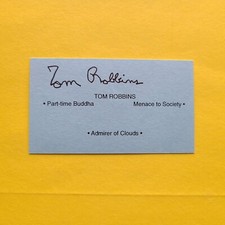 Tom Robbins
TOM ROBBINS
• Part-time Buddha Menace to Society •
• Admirer of Clouds •